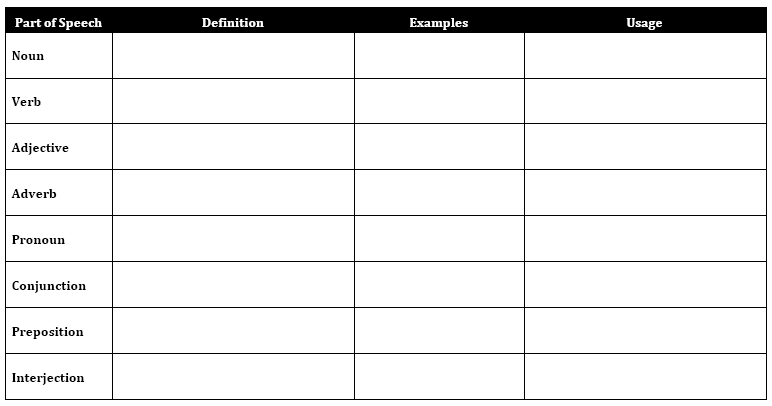 Part of Speech Definition Examples Usage
Noun
Verb
Adjective
Adverb
Pronoun
Conjunction
Preposition
Interjection